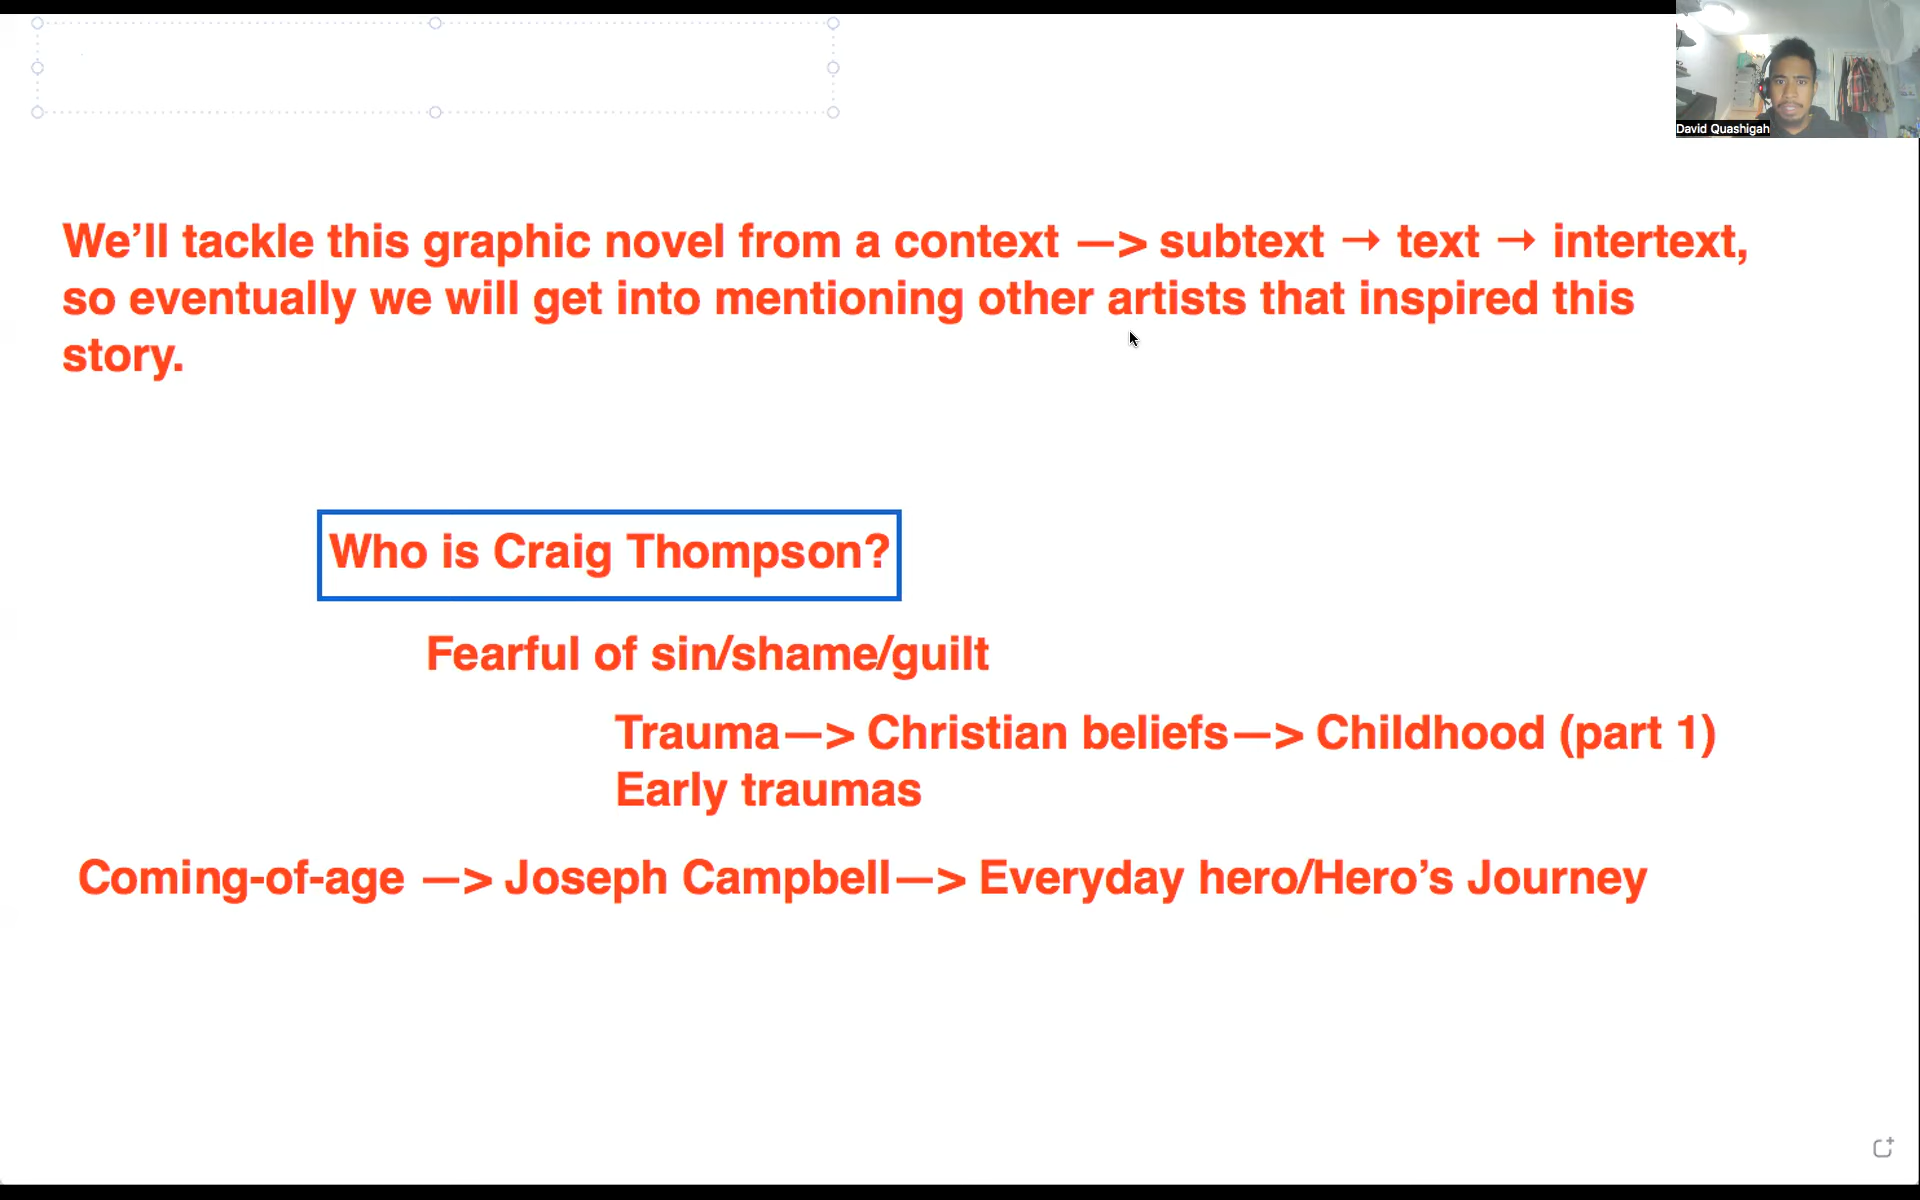 David Quashigah
We’ll tackle this graphic novel from a context —> subtext → text → intertext,
so eventually we will get into mentioning other artists that inspired this
story.
Who is Craig Thompson?
Fearful of sin/shame/guilt
Trauma—> Christian beliefs—> Childhood (part 1)
Early traumas
Coming-of-age —> Joseph Campbell—> Everyday hero/Hero’s Journey